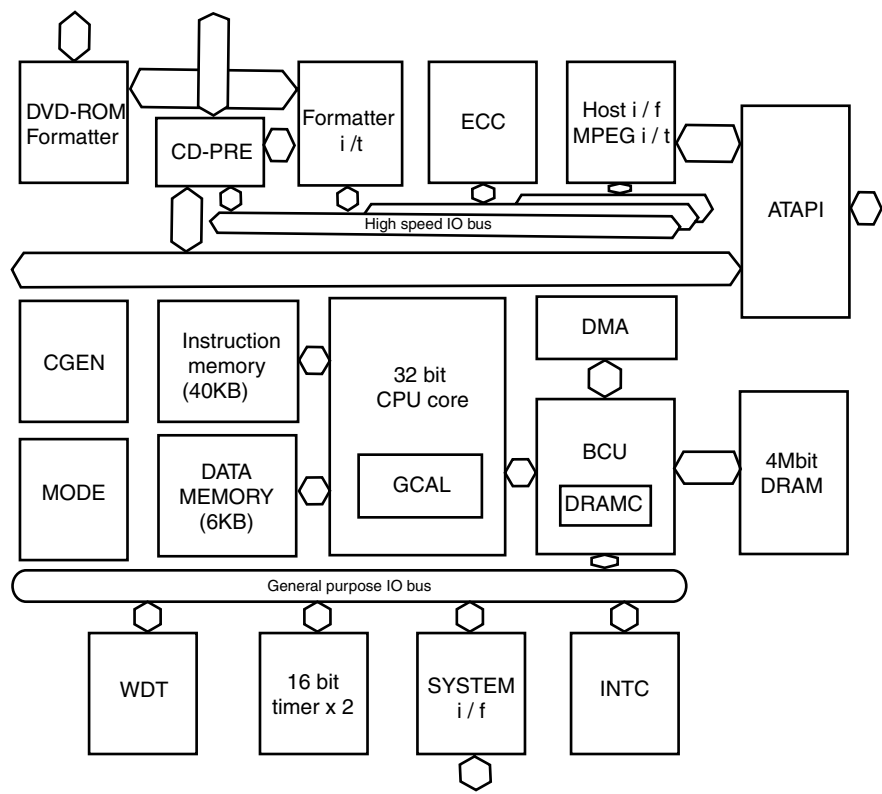 DVD-ROM
Formatter
CD-PRE
Formatter
i /t
ECC
Host i / f
MPEG i / t
ATAPI
High speed IO bus
CGEN
Instruction
memory
(40KB)
32 bit
CPU core
DMA
MODE
DATA
MEMORY
(6KB)
GCAL
BCU
DRAMC
4Mbit
DRAM
General purpose IO bus
WDT
16 bit
timer x 2
SYSTEM
i / f
INTC